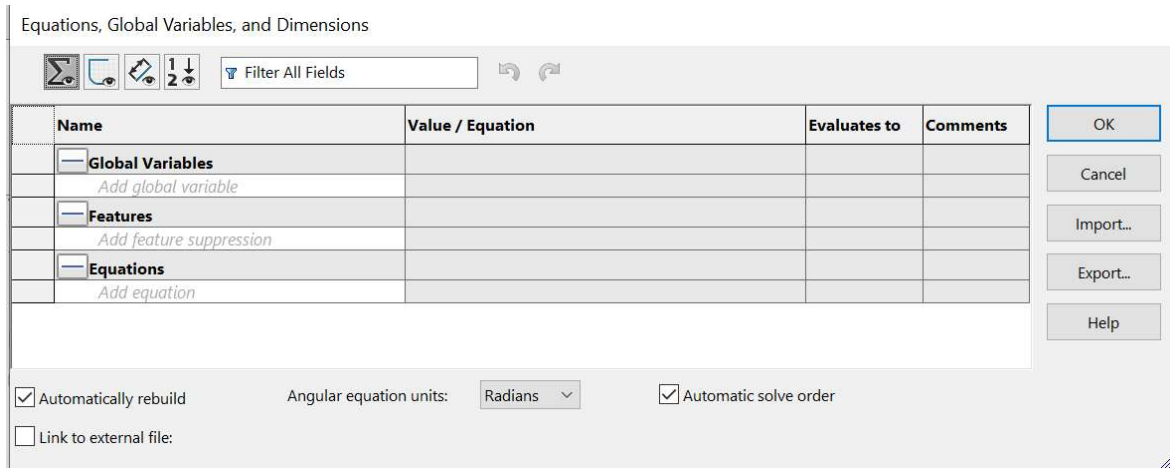 Equations, Global Variables, and Dimensions
Filter All Fields
Name Value / Equation Evaluates to Comments
Global Variables
Add global variable
Features
Add feature suppression
Equations
Add equation
OK
Cancel
Import...
Export...
Help
Automatically rebuild Angular equation units: Radians Automatic solve order
Link to external file: